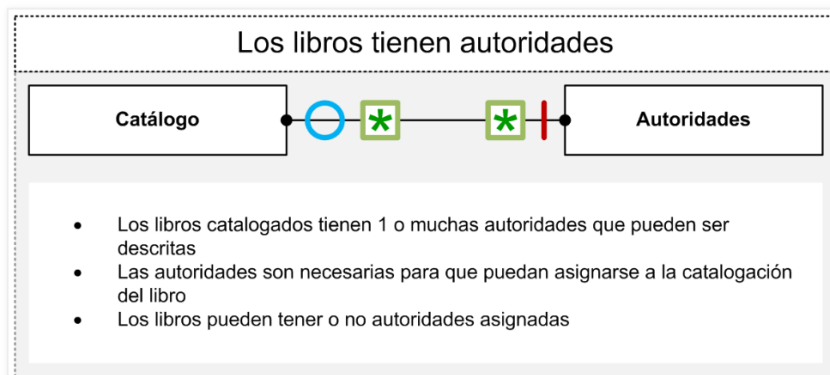 Los libros tienen autoridades
Catálogo
*
*
Autoridades
• Los libros catalogados tienen 1 o muchas autoridades que pueden ser
descritas
• Las autoridades son necesarias para que puedan asignarse a la catalogación
del libro
• Los libros pueden tener o no autoridades asignadas